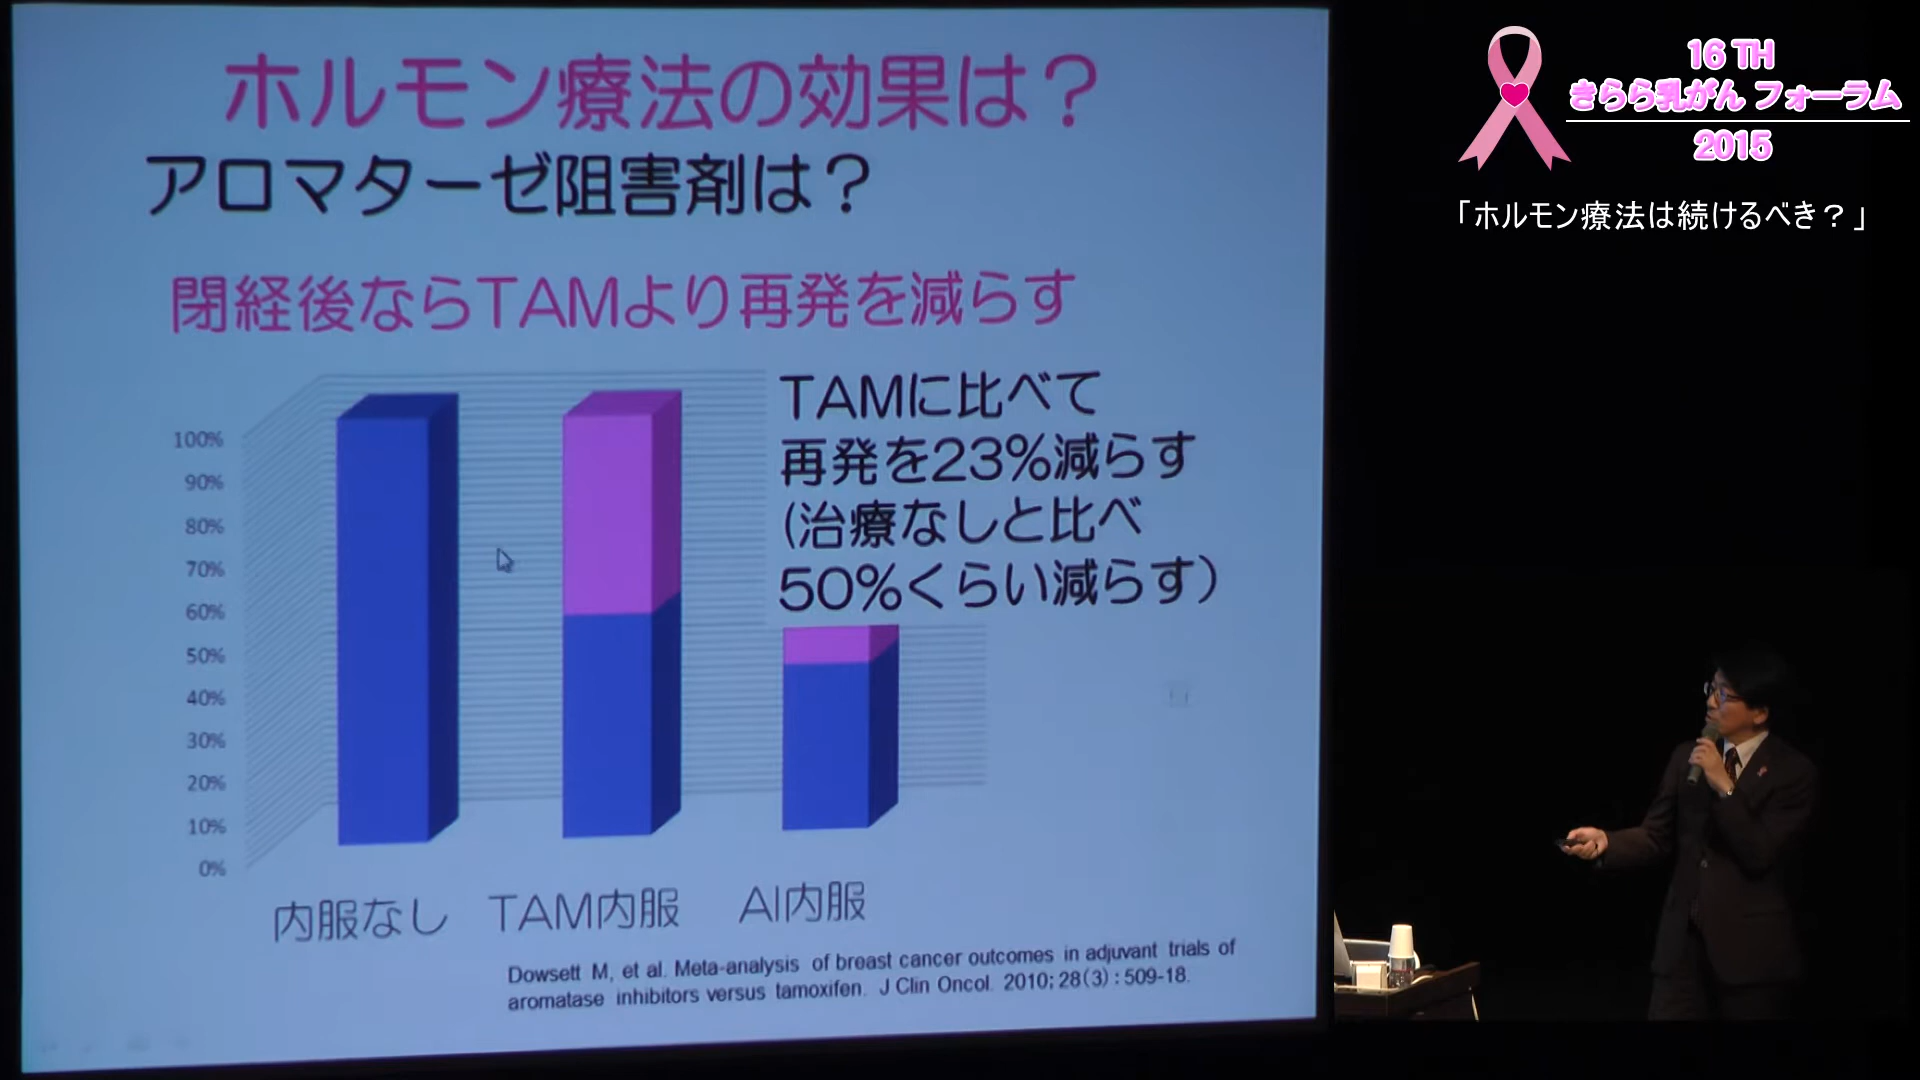 ホルモン療法の効果は？
アロマターゼ阻害剤は？
閉経後ならTAMより再発を減らす
TAMに比べて
再発を23%減らす
(治療なしと比べ
50%くらい減らす)
100%
90%
80%
70%
60%
50%
40%
30%
20%
10%
0%
内服なし TAM内服 AI内服
Dowsett M, et al. Meta-analysis of breast cancer outcomes in adjuvant trials of
aromatase inhibitors versus tamoxifen. J Clin Oncol. 2010; 28(3) : 509-18.
16 TH
きらら乳がん フォーラム
2015
「ホルモン療法は続けるべき？」